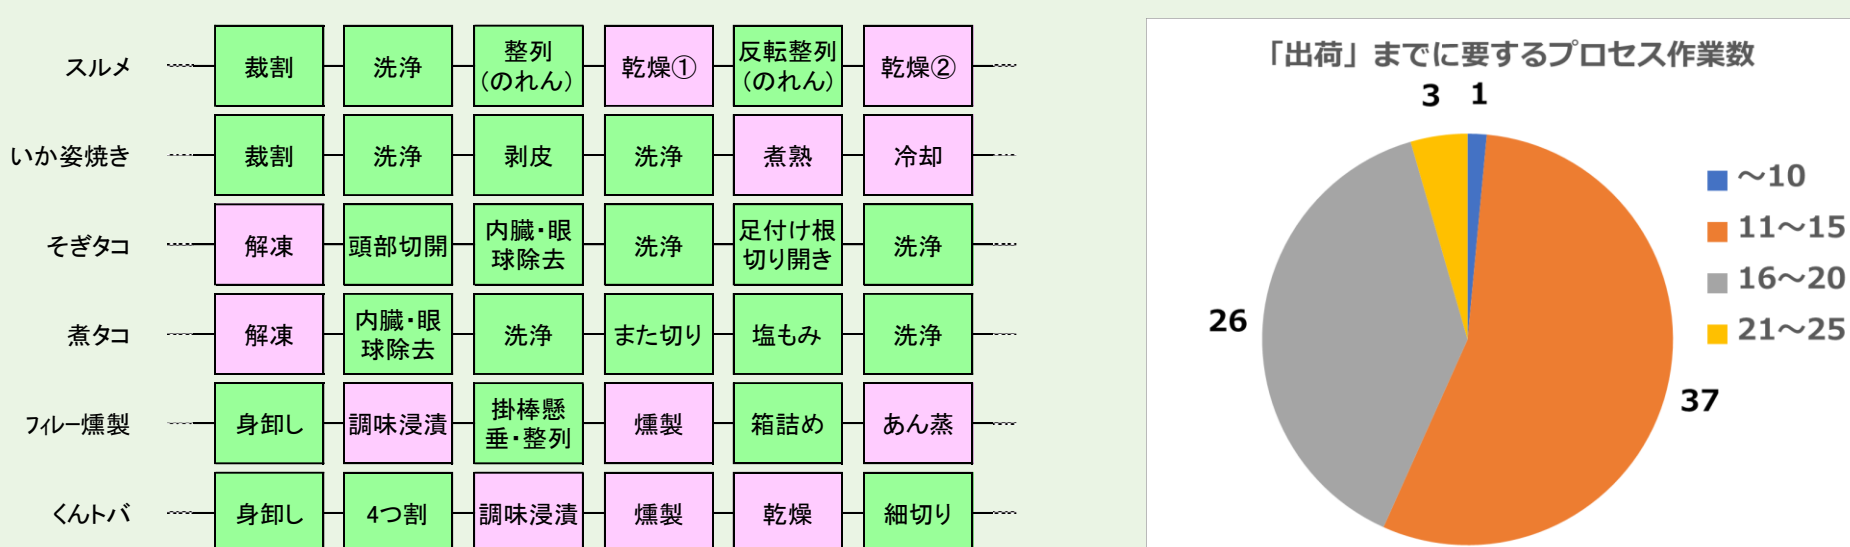 スルメ
裁割
洗浄
整列
(のれん)
乾燥①
反転整列
(のれん)
乾燥②
いか姿焼き
裁割
洗浄
剥皮
洗浄
煮熟
冷却
そぎタコ
解凍
頭部切開
内臓・眼
球除去
洗浄
足付け根
切り開き
洗浄
煮タコ
解凍
内臓・眼
球除去
洗浄
また切り
塩もみ
洗浄
フィレー燻製
身卸し
調味浸漬
掛棒懸
垂・整列
燻製
箱詰め
あん蒸
くんトバ
身卸し
4つ割
調味浸漬
燻製
乾燥
細切り
「出荷」までに要するプロセス作業数
3
1
26
37
～10
11～15
16～20
21～25